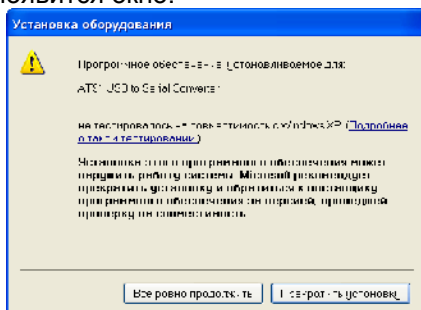 появится окно:
Установка оборудования
Программное обеспечение, устанавливаемое для:
USB to Serial Converter
не тестировалось на совместимость с Windows XP. (Подробнее
о таком тестировании.)
Установка этого программного обеспечения может
нарушить работу системы. Microsoft рекомендует
прекратить установку и обратиться к поставщику
программного обеспечения за версией, прошедшей
проверку на совместимость.
Все равно продолжить
Прекратить установку